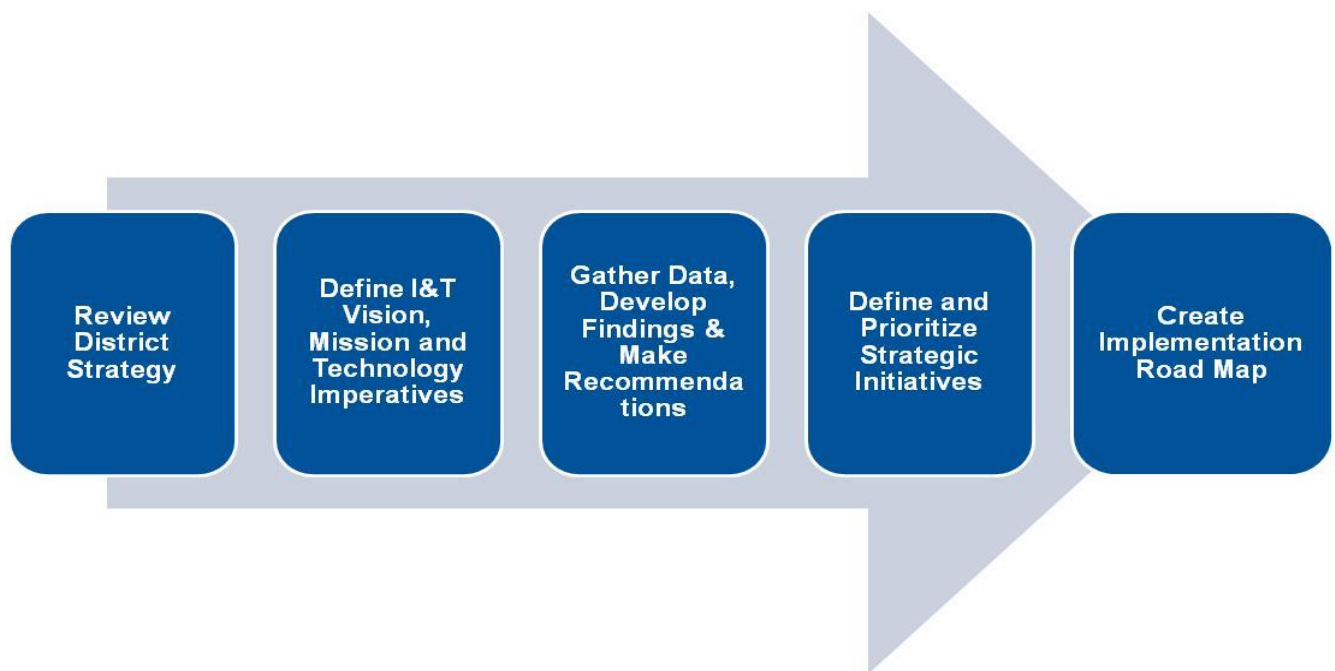 Review
District
Strategy
Define I&T
Vision,
Mission and
Technology
Imperatives
Gather Data,
Develop
Findings &
Make
Recommenda
tions
Define and
Prioritize
Strategic
Initiatives
Create
Implementation
Road Map